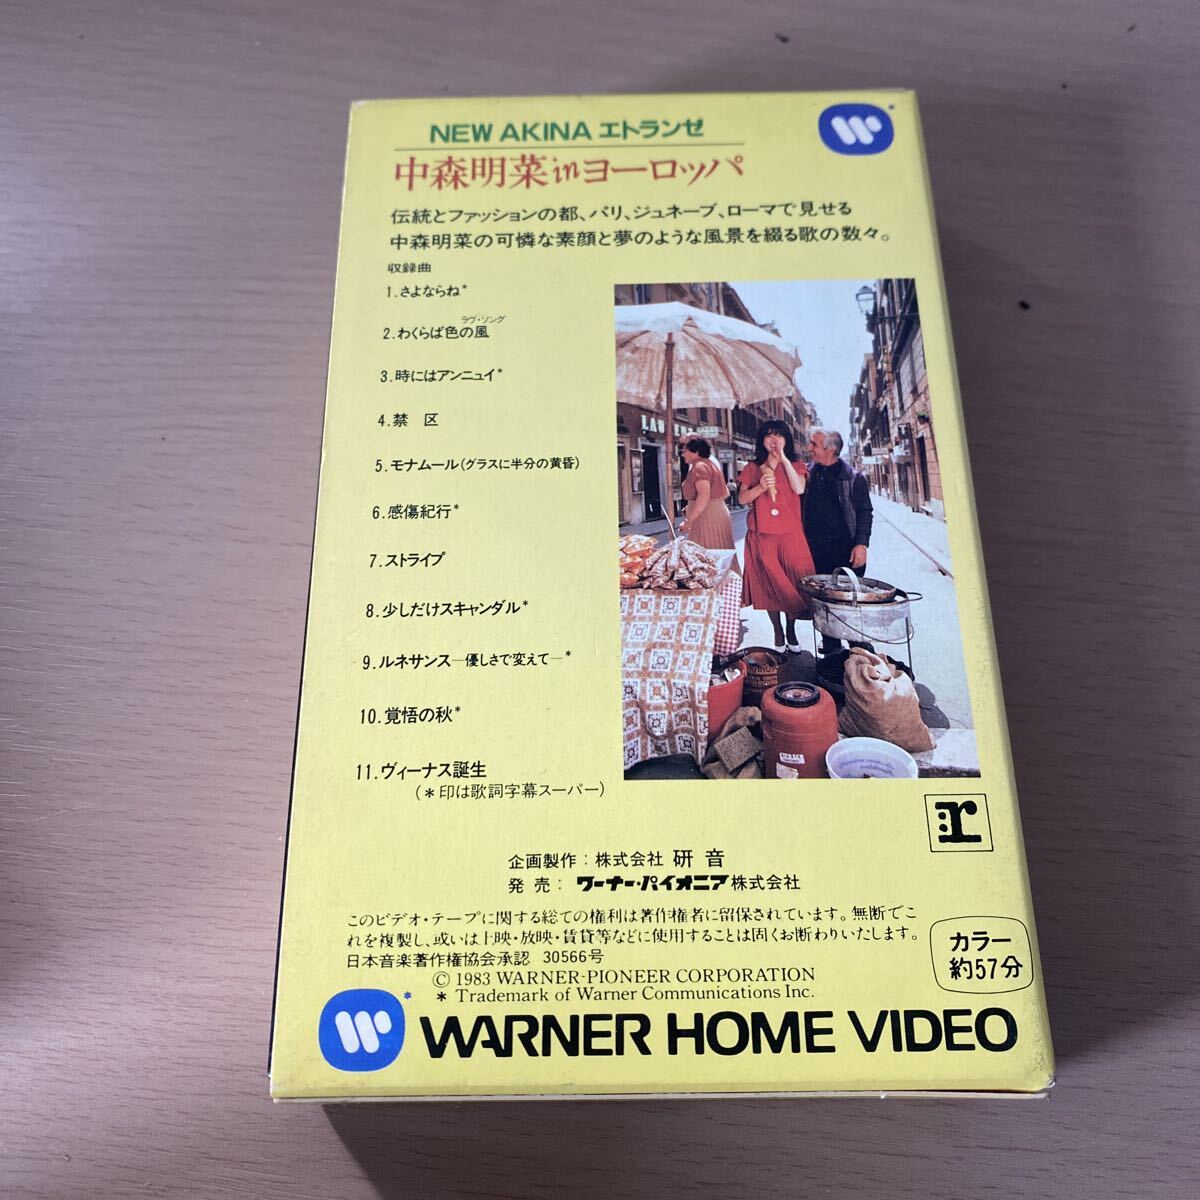 NEW AKINA エトランゼ
中森明菜inヨーロッパ
伝統とファッションの都、パリ、ジュネーブ、ローマで見せる
中森明菜の可憐な素顔と夢のような風景を綴る歌の数々。
収録曲
1.さよならね*
ラヴ・ソング
2.わくらば色の風
3.時にはアンニュイ*
4.禁 区
5.モナムール(グラスに半分の黄昏)
6.感傷紀行*
7.ストライプ
8.少しだけスキャンダル*
9.ルネサンス—優しさで変えて—*
10.覚悟の秋*
11.ヴィーナス誕生
(*印は歌詞字幕スーパー)
企画製作:株式会社 研 音
発 売: ワーナー・パイオニア株式会社
このビデオ・テープに関する総ての権利は著作権者に留保されています。無断でこ
れを複製し、或いは上映・放映・賃貸等などに使用することは固くお断わりいたします。
日本音楽著作権協会承認 30566号
© 1983 WARNER-PIONEER CORPORATION
* Trademark of Warner Communications Inc.
カラー
約57分
WARNER HOME VIDEO